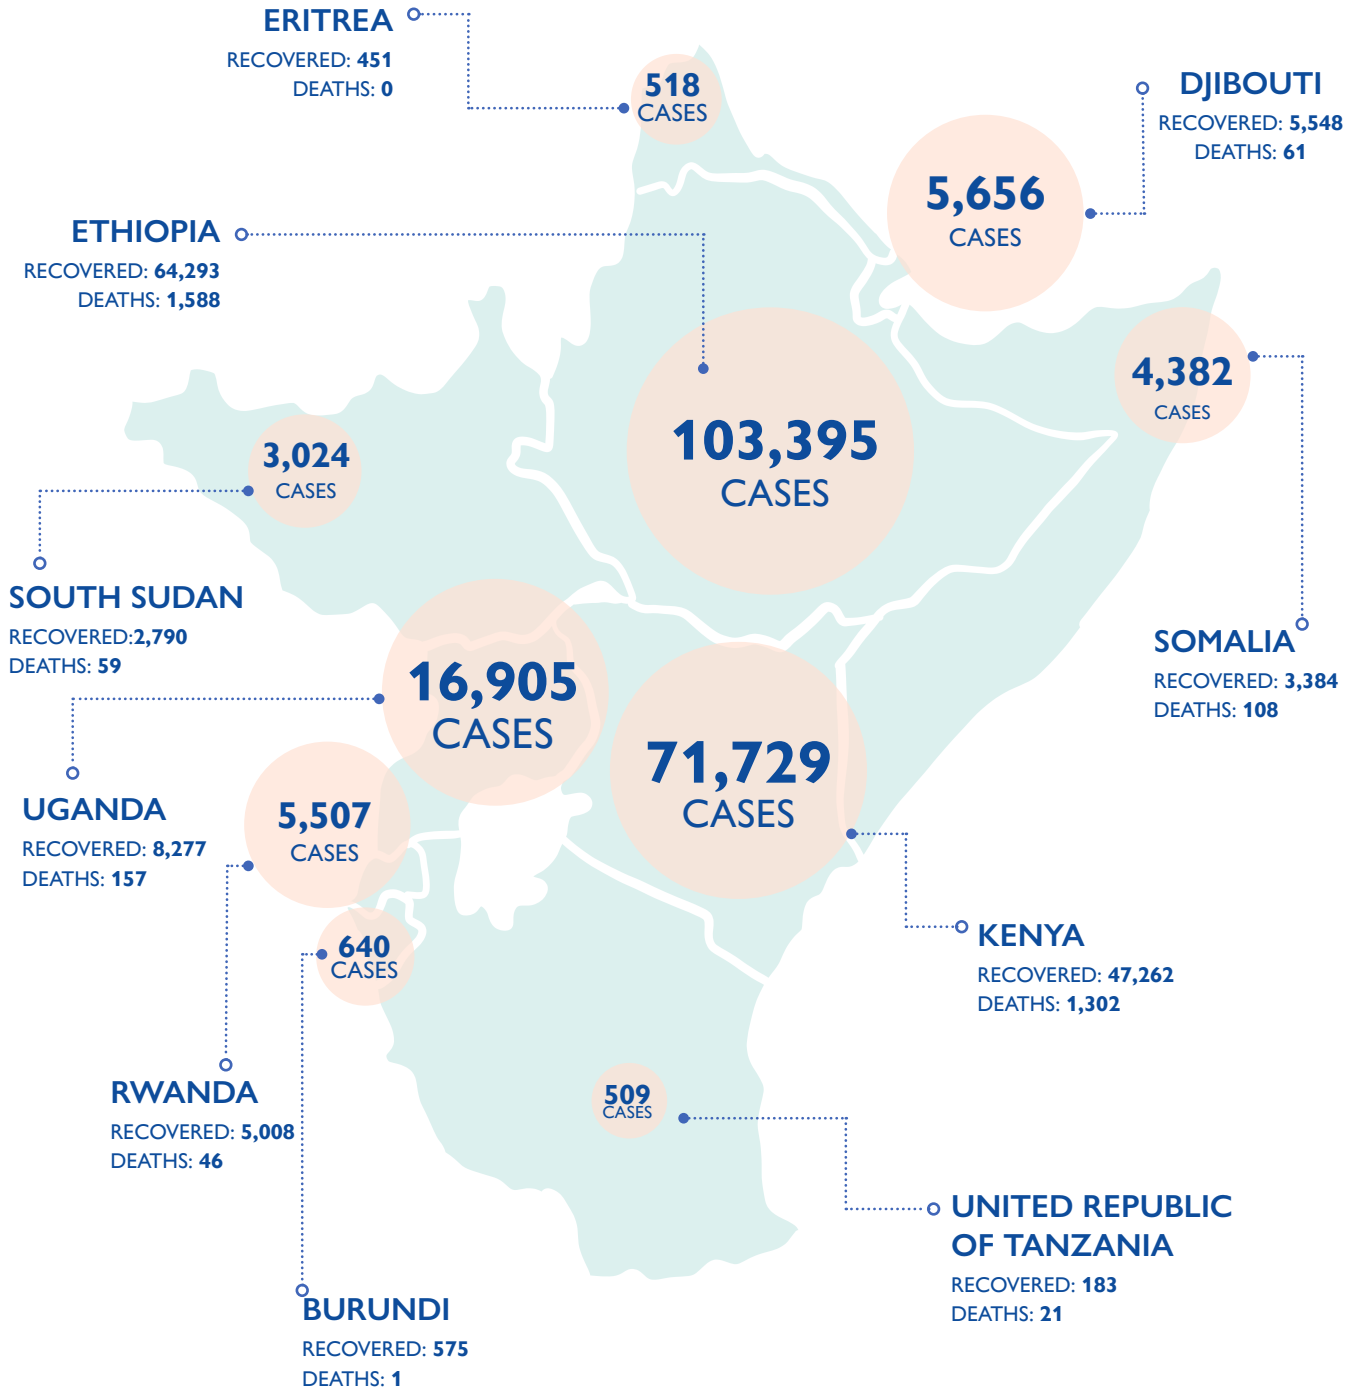 ERITREA
RECOVERED: 451
DEATHS: 0
518
CASES
DJIBOUTI
RECOVERED: 5,548
DEATHS: 61
5,656
CASES
ETHIOPIA
RECOVERED: 64,293
DEATHS: 1,588
103,395
CASES
4,382
CASES
3,024
CASES
SOUTH SUDAN
RECOVERED:2,790
DEATHS: 59
SOMALIA
RECOVERED: 3,384
DEATHS: 108
16,905
CASES
71,729
CASES
UGANDA
RECOVERED: 8,277
DEATHS: 157
5,507
CASES
640
CASES
KENYA
RECOVERED: 47,262
DEATHS: 1,302
RWANDA
RECOVERED: 5,008
DEATHS: 46
509
CASES
UNITED REPUBLIC
OF TANZANIA
RECOVERED: 183
DEATHS: 21
BURUNDI
RECOVERED: 575
DEATHS: 1